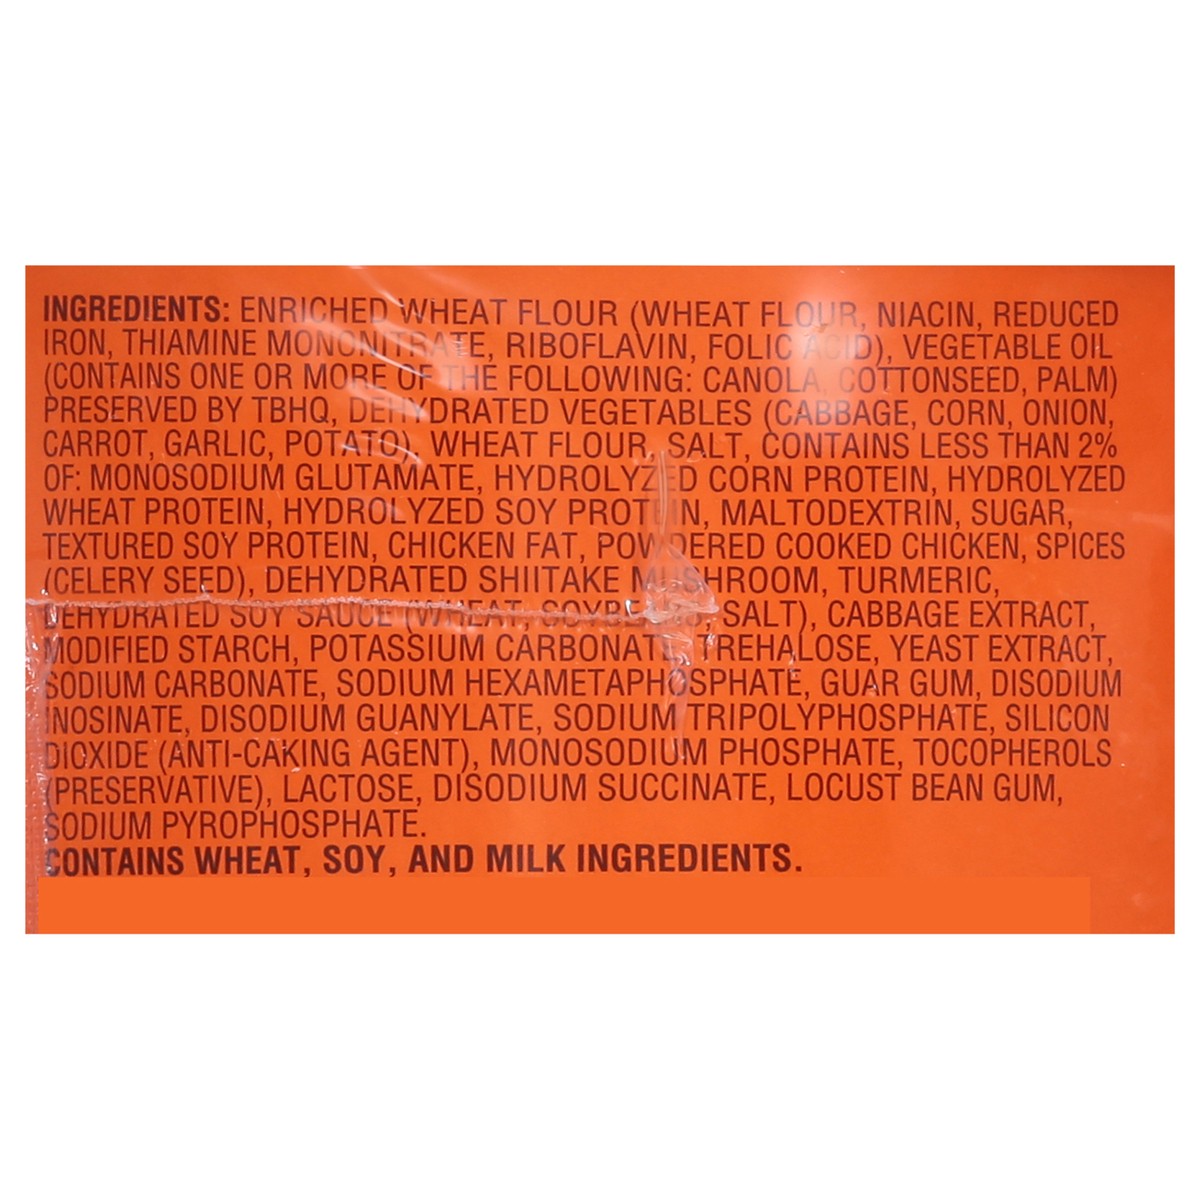 INGREDIENTS: ENRICHED WHEAT FLOUR (WHEAT FLOUR, NIACIN, REDUCED
IRON, THIAMINE MONONITRATE, RIBOFLAVIN, FOLIC ACID), VEGETABLE OIL
(CONTAINS ONE OR MORE OF THE FOLLOWING: CANOLA, COTTONSEED, PALM)
PRESERVED BY TBHQ, DEHYDRATED VEGETABLES (CABBAGE, CORN, ONION,
CARROT, GARLIC, POTATO), WHEAT FLOUR, SALT, CONTAINS LESS THAN 2%
OF: MONOSODIUM GLUTAMATE, HYDROLYZED CORN PROTEIN, HYDROLYZED
WHEAT PROTEIN, HYDROLYZED SOY PROTEIN, MALTODEXTRIN, SUGAR,
TEXTURED SOY PROTEIN, CHICKEN FAT, POWDERED COOKED CHICKEN, SPICES
(CELERY SEED), DEHYDRATED SHIITAKE MUSHROOM, TURMERIC,
DEHYDRATED SOY SAUCE (WHEAT, SOYBEANS, SALT), CABBAGE EXTRACT,
MODIFIED STARCH, POTASSIUM CARBONATE, TREHALOSE, YEAST EXTRACT,
SODIUM CARBONATE, SODIUM HEXAMETAPHOSPHATE, GUAR GUM, DISODIUM
INOSINATE, DISODIUM GUANYLATE, SODIUM TRIPOLYPHOSPHATE, SILICON
DIOXIDE (ANTI-CAKING AGENT), MONOSODIUM PHOSPHATE, TOCOPHEROLS
(PRESERVATIVE), LACTOSE, DISODIUM SUCCINATE, LOCUST BEAN GUM,
SODIUM PYROPHOSPHATE.
CONTAINS WHEAT, SOY, AND MILK INGREDIENTS.